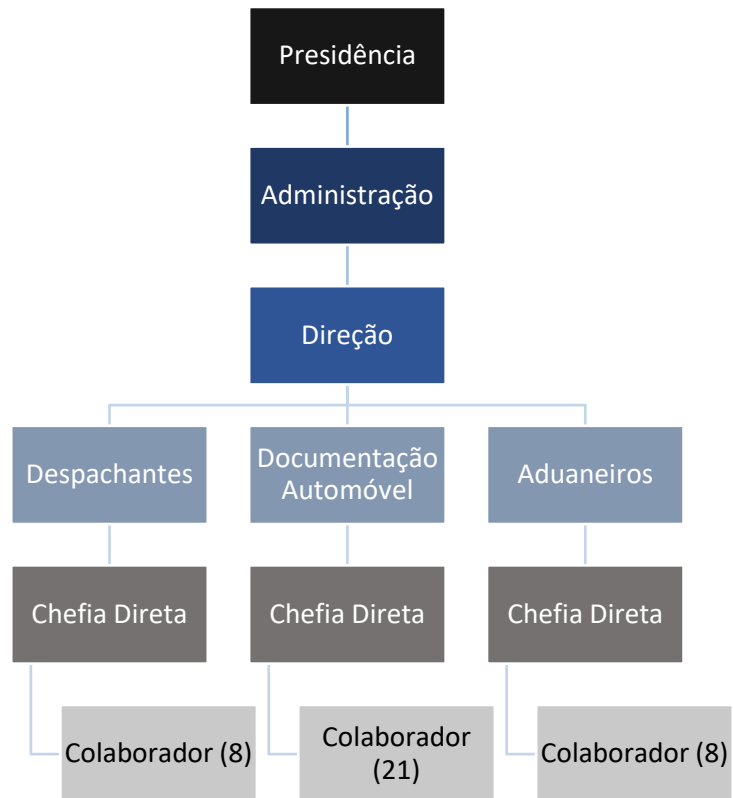 Presidência
Administração
Direção
Despachantes
Documentação
Automóvel
Aduaneiros
Chefia Direta
Chefia Direta
Chefia Direta
Colaborador (8)
Colaborador
(21)
Colaborador (8)